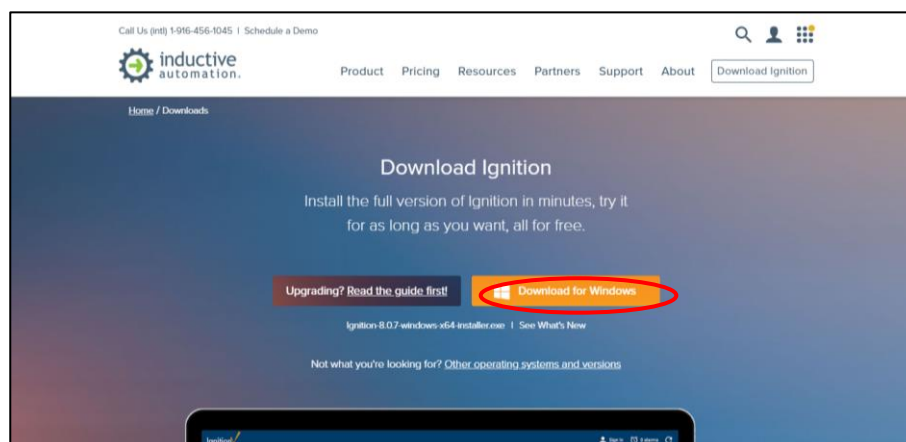 Call Us (intl) 1-916-456-1045 | Schedule a Demo
inductive
automation.
Product Pricing Resources Partners Support About Download Ignition
Home / Downloads
Download Ignition
Install the full version of Ignition in minutes, try it
for as long as you want, all for free.
Upgrading? Read the guide first! Download for Windows
Ignition-8.0.7-windows-x64-installer.exe | See What's New
Not what you're looking for? Other operating systems and versions
Ignition! Sign In